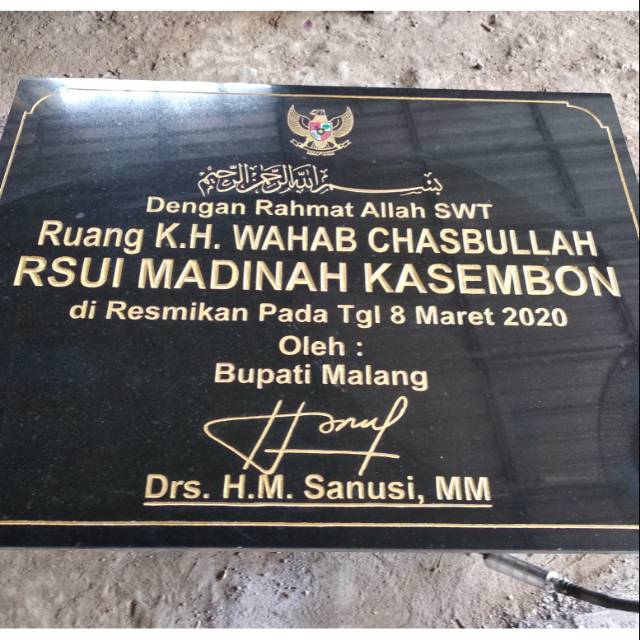 بسم الله الرحمن الرحيم
Dengan Rahmat Allah SWT
Ruang K.H. WAHAB CHASBULLAH
RSUI MADINAH KASEMBON
di Resmikan Pada Tgl 8 Maret 2020
Oleh :
Bupati Malang
Drs. H.M. Sanusi, MM